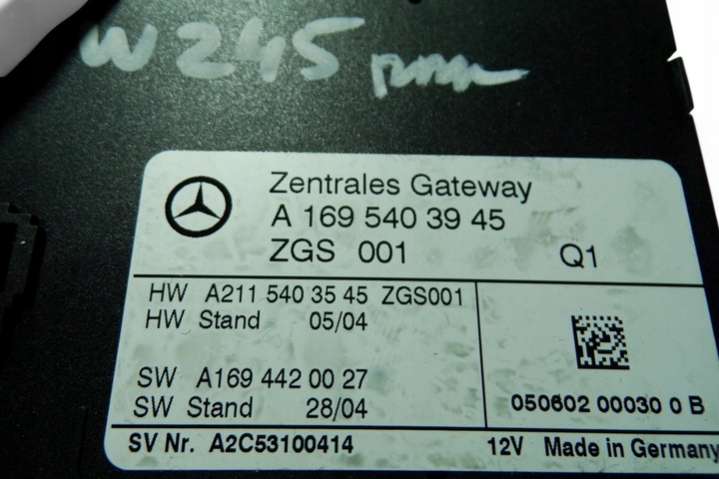 W245
Zentrales Gateway
A 169 540 39 45
ZGS 001 Q1
HW A211 540 35 45 ZGS001
HW Stand 05/04
SW A169 442 00 27
SW Stand 28/04
050602 00030 0 B
SV Nr. A2C53100414 12V Made in Germany